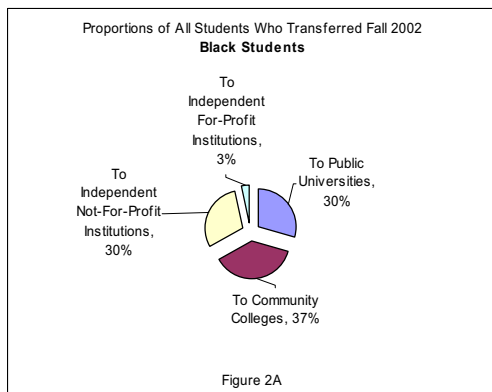 Proportions of All Students Who Transferred Fall 2002
Black Students
To
Independent
For-Profit
Institutions,
3%
To Public
Universities,
30%
To
Independent
Not-For-Profit
Institutions,
30%
To Community
Colleges, 37%
Figure 2A